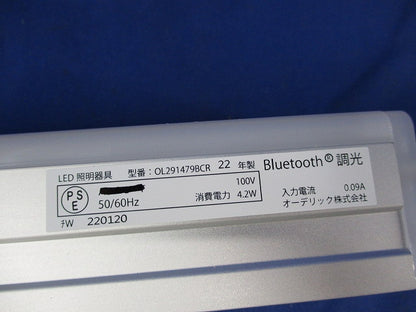 LED 照明器具 型番: OL291479BCR 22 年製 Bluetooth® 調光
PSE 100V 入力電流 0.09A
50/60Hz 消費電力 4.2W オーデリック株式会社
ﾁW 220120